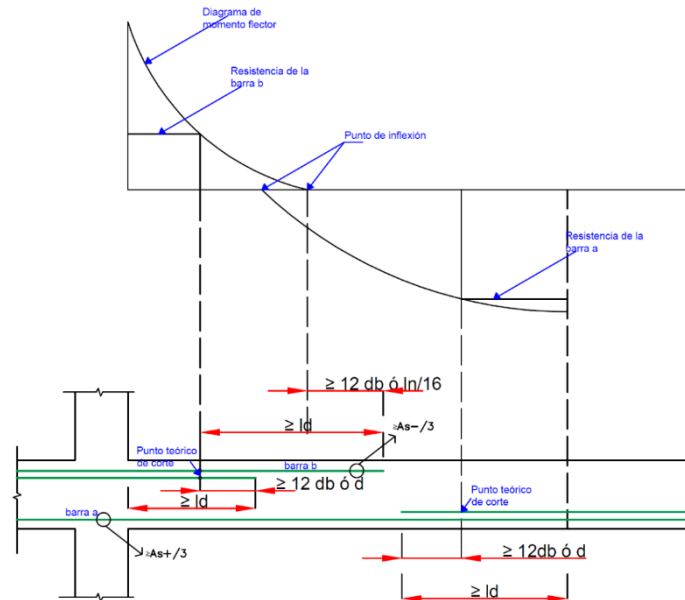 Diagrama de
momento flector
Resistencia de la
barra b
Punto de inflexión
Resistencia de la
barra a
≥ 12 db ó ln/16
≥ ld
≥As-/3
Punto teórico
de corte
barra b
≥ 12 db ó d
≥ ld
barra a
≥As+/3
Punto teórico
de corte
≥ 12db ó d
≥ ld